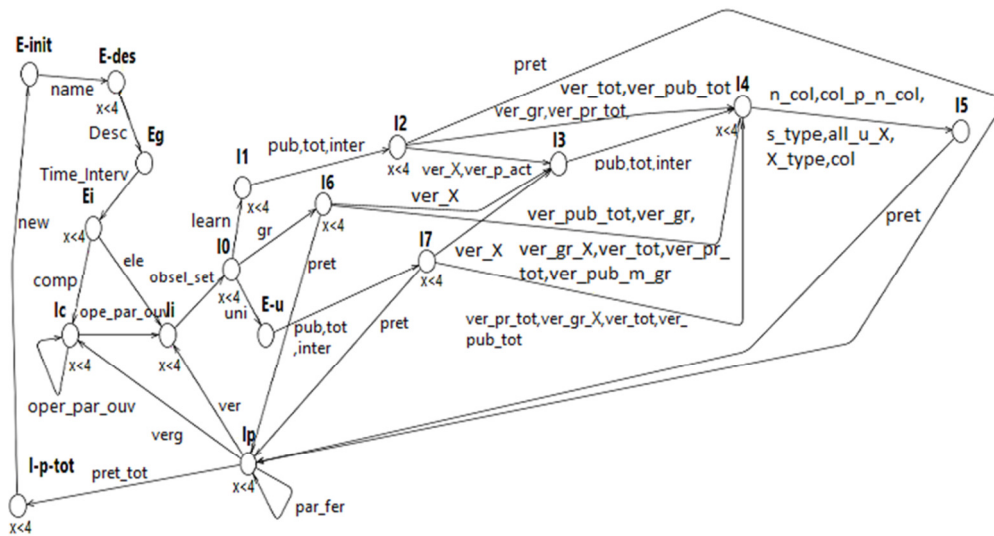 E-init
E-des
name
x<4
Desc
Eg
Time_Interv
Ei
x<4
new
comp
ele
Ic
ope_par_ouv
Ii
x<4
x<4
oper_par_ouv
obsel_set
I0
x<4
uni
E-u
learn
gr
I1
x<4
pub,tot,inter
I2
x<4
I6
x<4
pret
I7
x<4
pub,tot
,inter
pret
pret
ver_tot,ver_pub_tot
ver_gr,ver_pr_tot,
ver_X,ver_p_act
I3
ver_X
ver_X
pub,tot,inter
I4
x<4
ver_pub_tot,ver_gr,
ver_gr_X,ver_tot,ver_pr_
tot,ver_pub_m_gr
ver_pr_tot,ver_gr_X,ver_tot,ver_
pub_tot
n_col,col_p_n_col,
s_type,all_u_X,
X_type,col
I5
pret
ver
verg
Ip
x<4
par_fer
pret_tot
I-p-tot
x<4